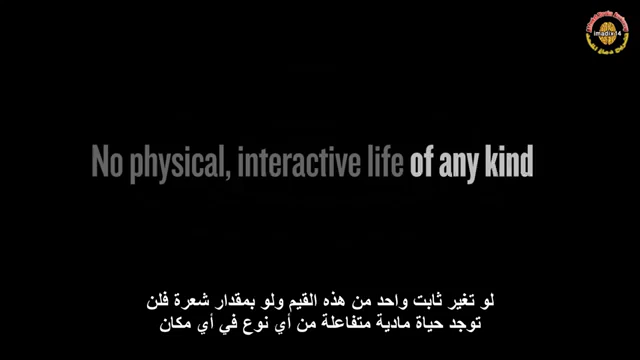 imadix14
No physical, interactive life of any kind
لو تغير ثابت واحد من هذه القيم ولو بمقدار شعرة فلن
توجد حياة مادية متفاعلة من أي نوع في أي مكان